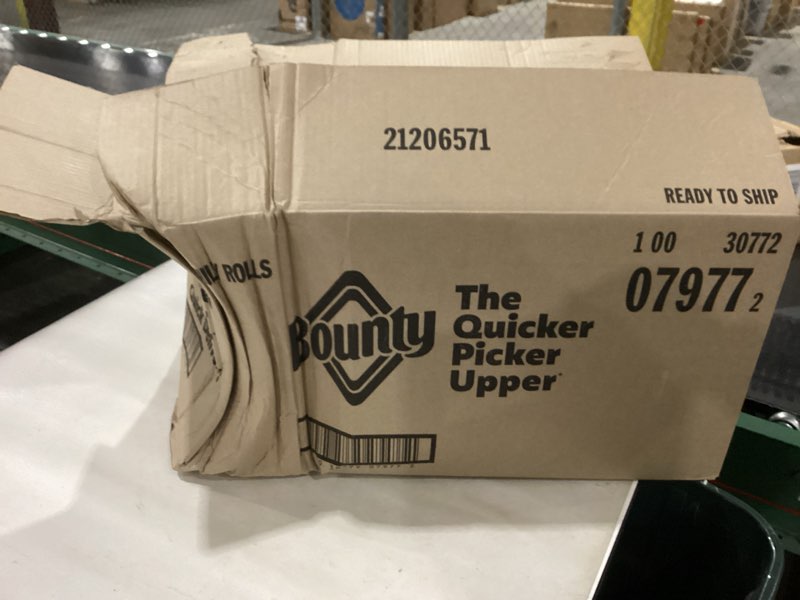 21206571
READY TO SHIP
1 00 30772
07977 2
ROLLS
Bounty
The
Quicker
Picker
Upper